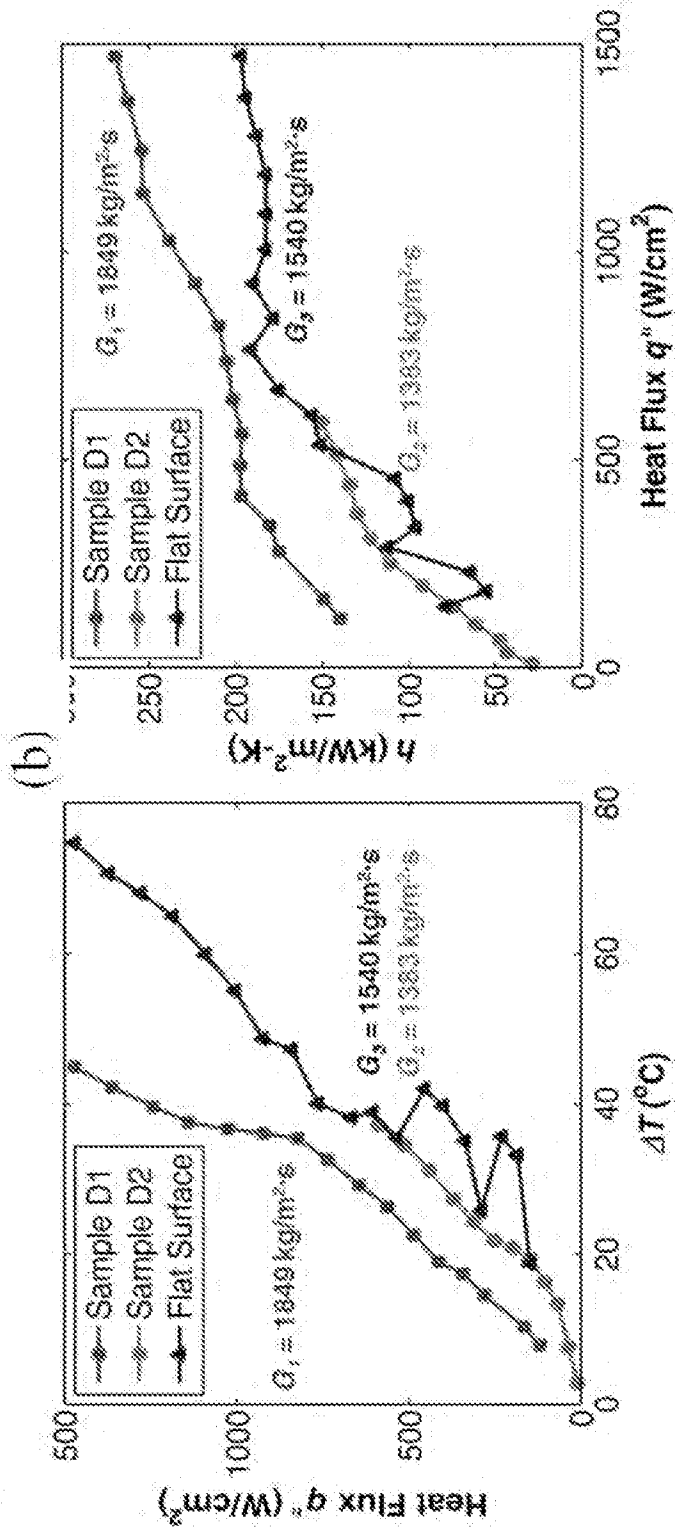 500
1000
500
0
Heat Flux q" (W/cm²)
Sample D1
Sample D2
Flat Surface
G₁ = 1849 kg/m²·s
G₃ = 1540 kg/m²·s
G₂ = 1383 kg/m²·s
0
20
40
60
80
ΔT (°C)
(b)
250
200
150
100
50
0
h (kW/m²-K)
Sample D1
Sample D2
Flat Surface
G₁ = 1849 kg/m²·s
G₃ = 1540 kg/m²·s
G₂ = 1383 kg/m²·s
0
500
1000
1500
Heat Flux q" (W/cm²)